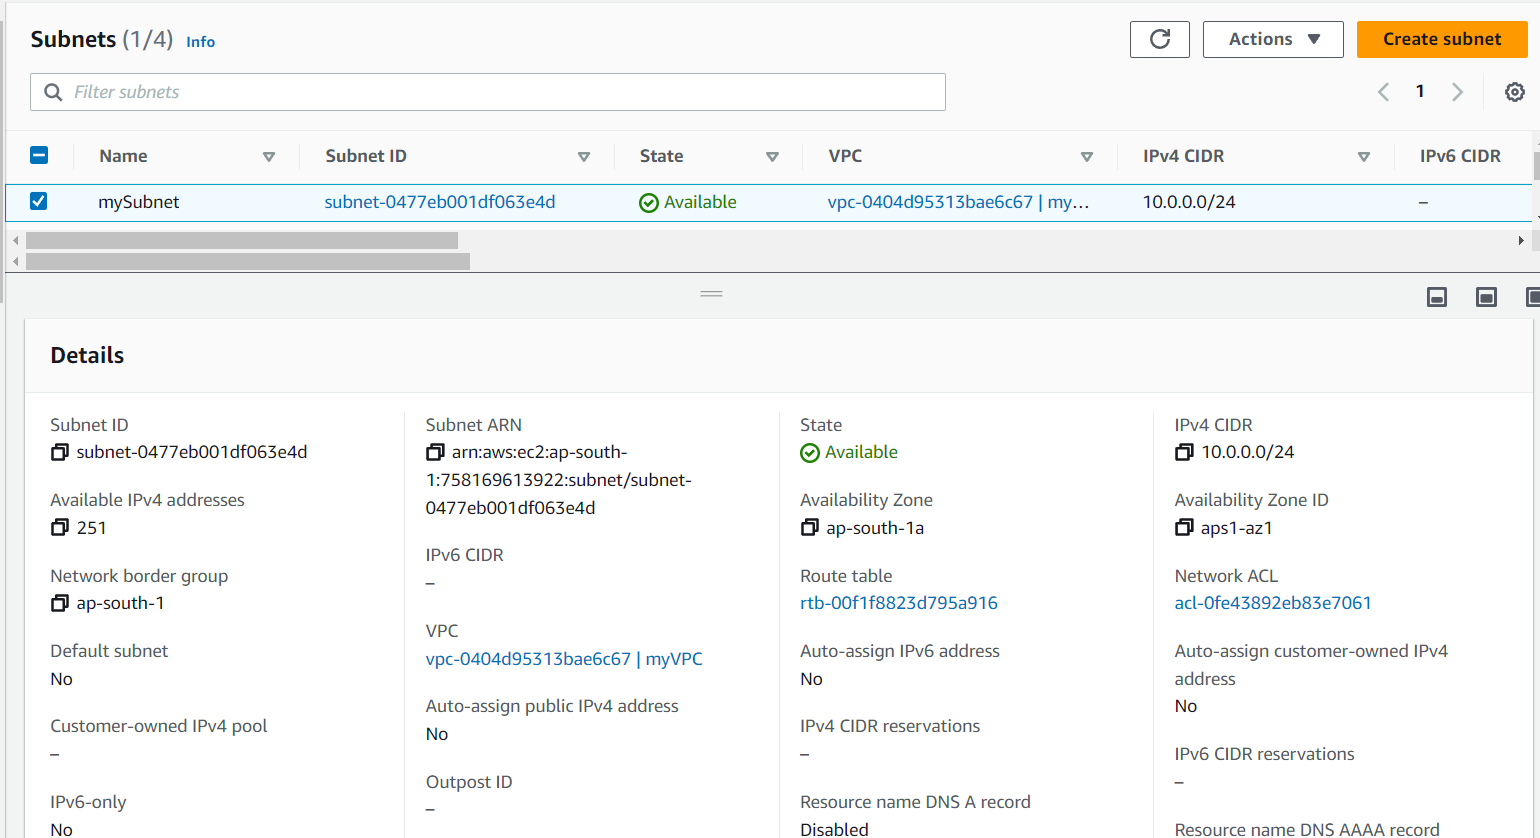 Subnets (1/4) Info
Actions
Create subnet
Filter subnets
1
Name Subnet ID State VPC IPv4 CIDR IPv6 CIDR
mySubnet subnet-0477eb001df063e4d Available vpc-0404d95313bae6c67 | my... 10.0.0.0/24 –
Details
Subnet ID
subnet-0477eb001df063e4d
Available IPv4 addresses
251
Network border group
ap-south-1
Default subnet
No
Customer-owned IPv4 pool
–
IPv6-only
No
Subnet ARN
arn:aws:ec2:ap-south-
1:758169613922:subnet/subnet-
0477eb001df063e4d
IPv6 CIDR
–
VPC
vpc-0404d95313bae6c67 | myVPC
Auto-assign public IPv4 address
No
Outpost ID
–
State
Available
Availability Zone
ap-south-1a
Route table
rtb-00f1f8823d795a916
Auto-assign IPv6 address
No
IPv4 CIDR reservations
–
Resource name DNS A record
Disabled
IPv4 CIDR
10.0.0.0/24
Availability Zone ID
aps1-az1
Network ACL
acl-0fe43892eb83e7061
Auto-assign customer-owned IPv4
address
No
IPv6 CIDR reservations
–
Resource name DNS AAAA record